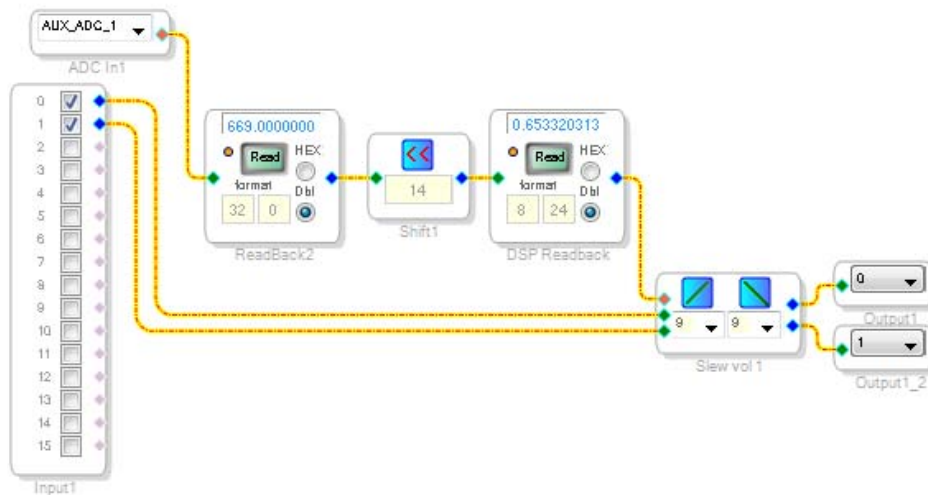 AUX_ADC_1
ADC In1
0
1
2
3
4
5
6
7
8
9
10
11
12
13
14
15
Input1
669.0000000
Read
HEX
format
Dbl
32 0
ReadBack2
<<
14
Shift1
0.653320313
Read
HEX
format
Dbl
8 24
DSP Readback
9 9
Slew vol 1
0
Output1
1
Output1_2